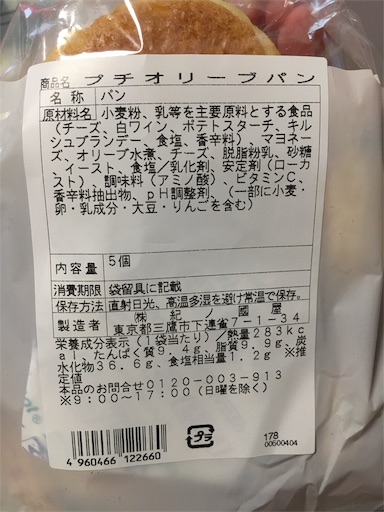 商品名 プチオリーブパン
名称 パン
原材料名 小麦粉、乳等を主要原料とする食品
(チーズ、白ワイン、ポテトスターチ、キル
シュブランデー、食塩、香辛料)、マヨネー
ズ、オリーブ水煮、チーズ、脱脂粉乳、砂糖
、イースト、食塩/乳化剤、安定剤(ローカ
スト)、調味料(アミノ酸)、ビタミンC、
香辛料抽出物、pH調整剤、(一部に小麦・
卵・乳成分・大豆・りんごを含む)
内容量 5個
消費期限 袋留具に記載
保存方法 直射日光、高温多湿を避け常温で保存。
製造者 ㈱紀ノ國屋
東京都三鷹市下連雀7-1-34
栄養成分表示(1袋当たり)/熱量283kc
al、たんぱく質9.4g、脂質9.9g、炭
水化物36.6g、食塩相当量1.2g ※推
定値
本品のお問合せ0120-003-913
※9:00~17:00(日曜を除く)
プラ
178
00500404
4 960466 122660